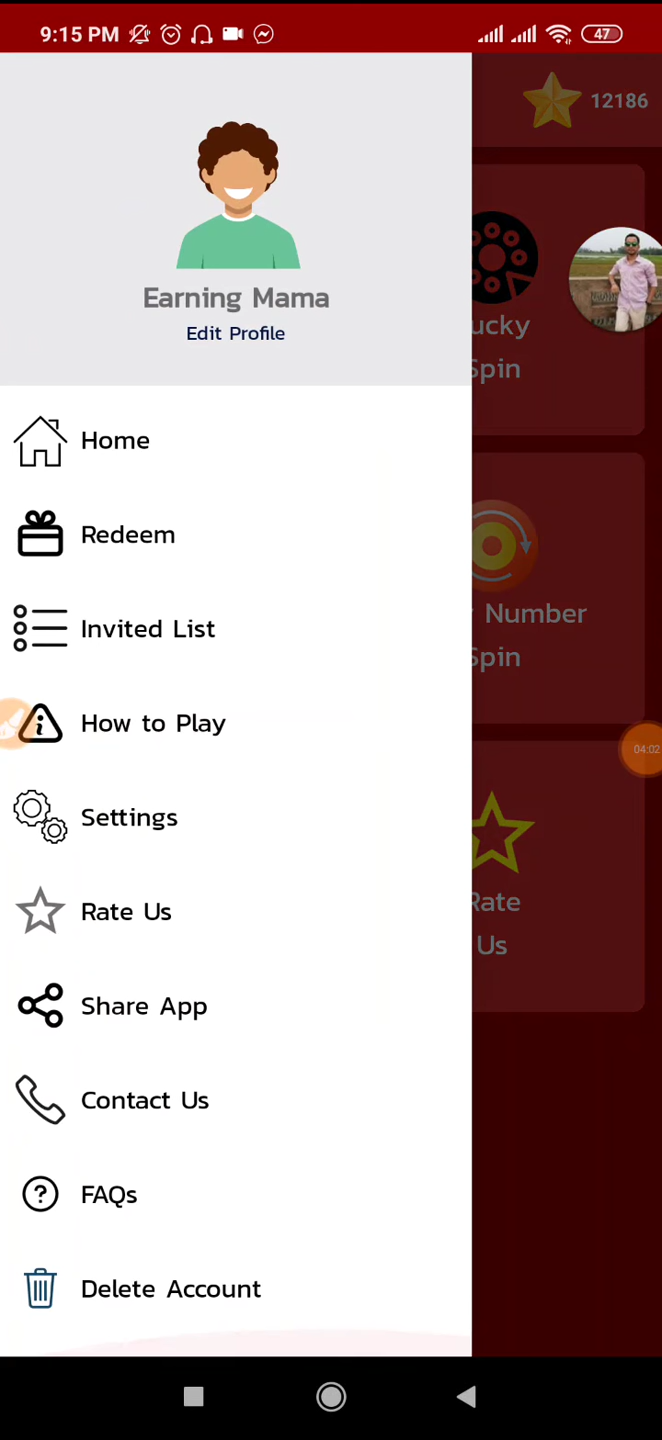 9:15 PM
47
12186
Earning Mama
Edit Profile
Home
Redeem
Invited List
How to Play
Settings
Rate Us
Share App
Contact Us
FAQs
Delete Account
ucky
Spin
Number
Spin
04:02
Rate
Us